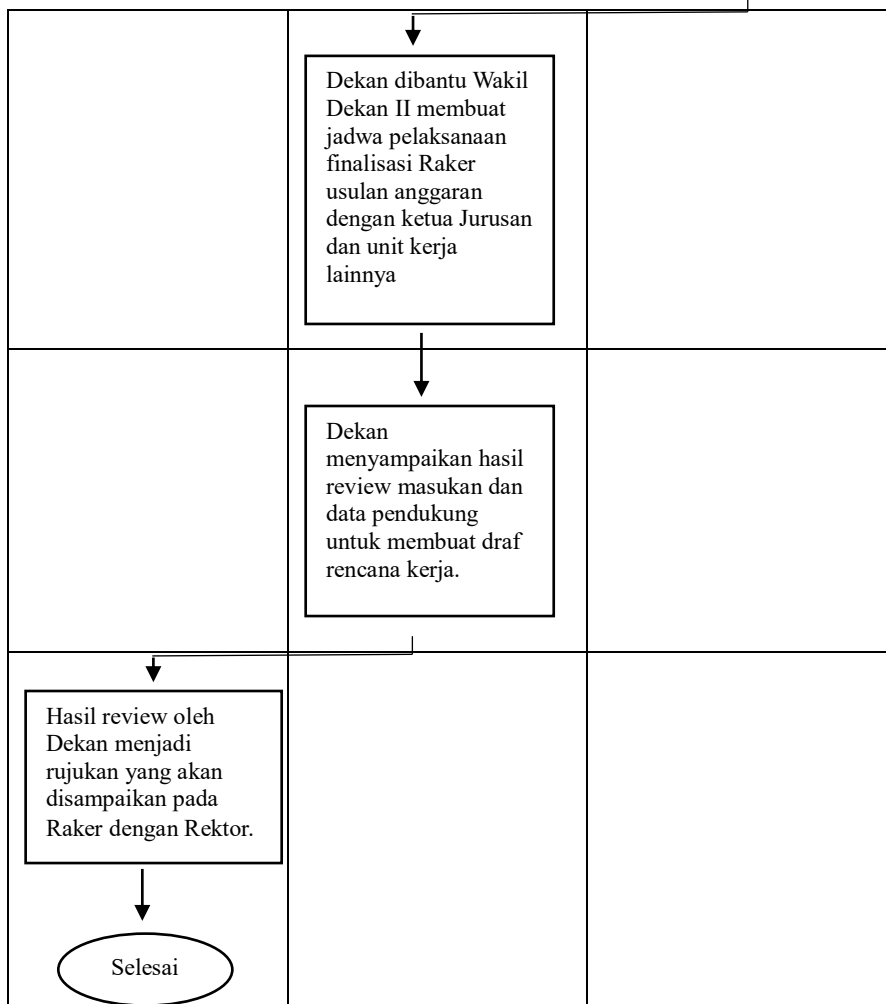 Dekan dibantu Wakil
Dekan II membuat
jadwa pelaksanaan
finalisasi Raker
usulan anggaran
dengan ketua Jurusan
dan unit kerja
lainnya
Dekan
menyampaikan hasil
review masukan dan
data pendukung
untuk membuat draf
rencana kerja.
Hasil review oleh
Dekan menjadi
rujukan yang akan
disampaikan pada
Raker dengan Rektor.
Selesai